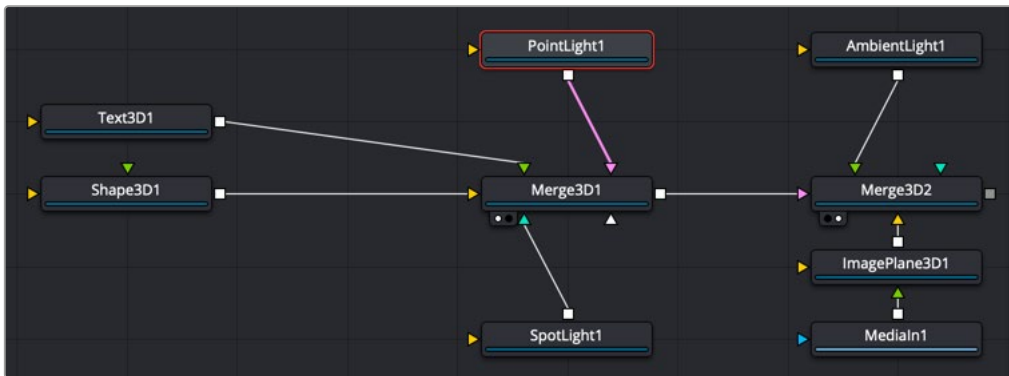 PointLight1
AmbientLight1
Text3D1
Shape3D1
Merge3D1
Merge3D2
ImagePlane3D1
SpotLight1
MediaIn1